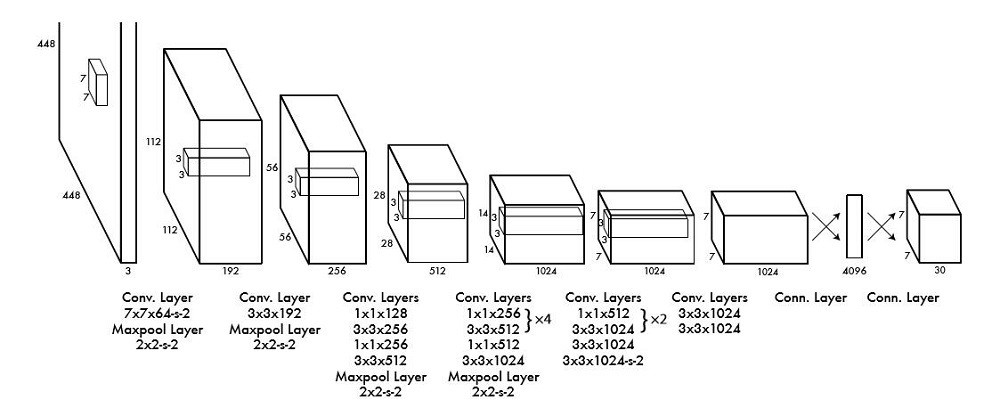 448
7
7
448
3
112
3
3
112
192
56
3
3
56
256
28
3
3
28
512
14
3
3
14
1024
7
3
3
7
1024
7
7
1024
4096
7
7
30
Conv. Layer
7x7x64-s-2
Maxpool Layer
2x2-s-2
Conv. Layer
3x3x192
Maxpool Layer
2x2-s-2
Conv. Layers
1x1x128
3x3x256
1x1x256
3x3x512
Maxpool Layer
2x2-s-2
Conv. Layers
1x1x256
3x3x512
}×4
1x1x512
3x3x1024
Maxpool Layer
2x2-s-2
Conv. Layers
1x1x512
3x3x1024
}×2
3x3x1024
3x3x1024-s-2
Conv. Layers
3x3x1024
3x3x1024
Conn. Layer
Conn. Layer